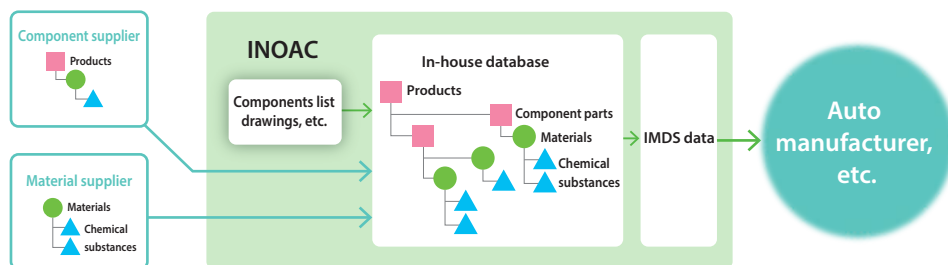 Component supplier
Products
Material supplier
Materials
Chemical
substances
INOAC
Components list
drawings, etc.
In-house database
Products
Component parts
Materials
Chemical
substances
IMDS data
Auto
manufacturer,
etc.